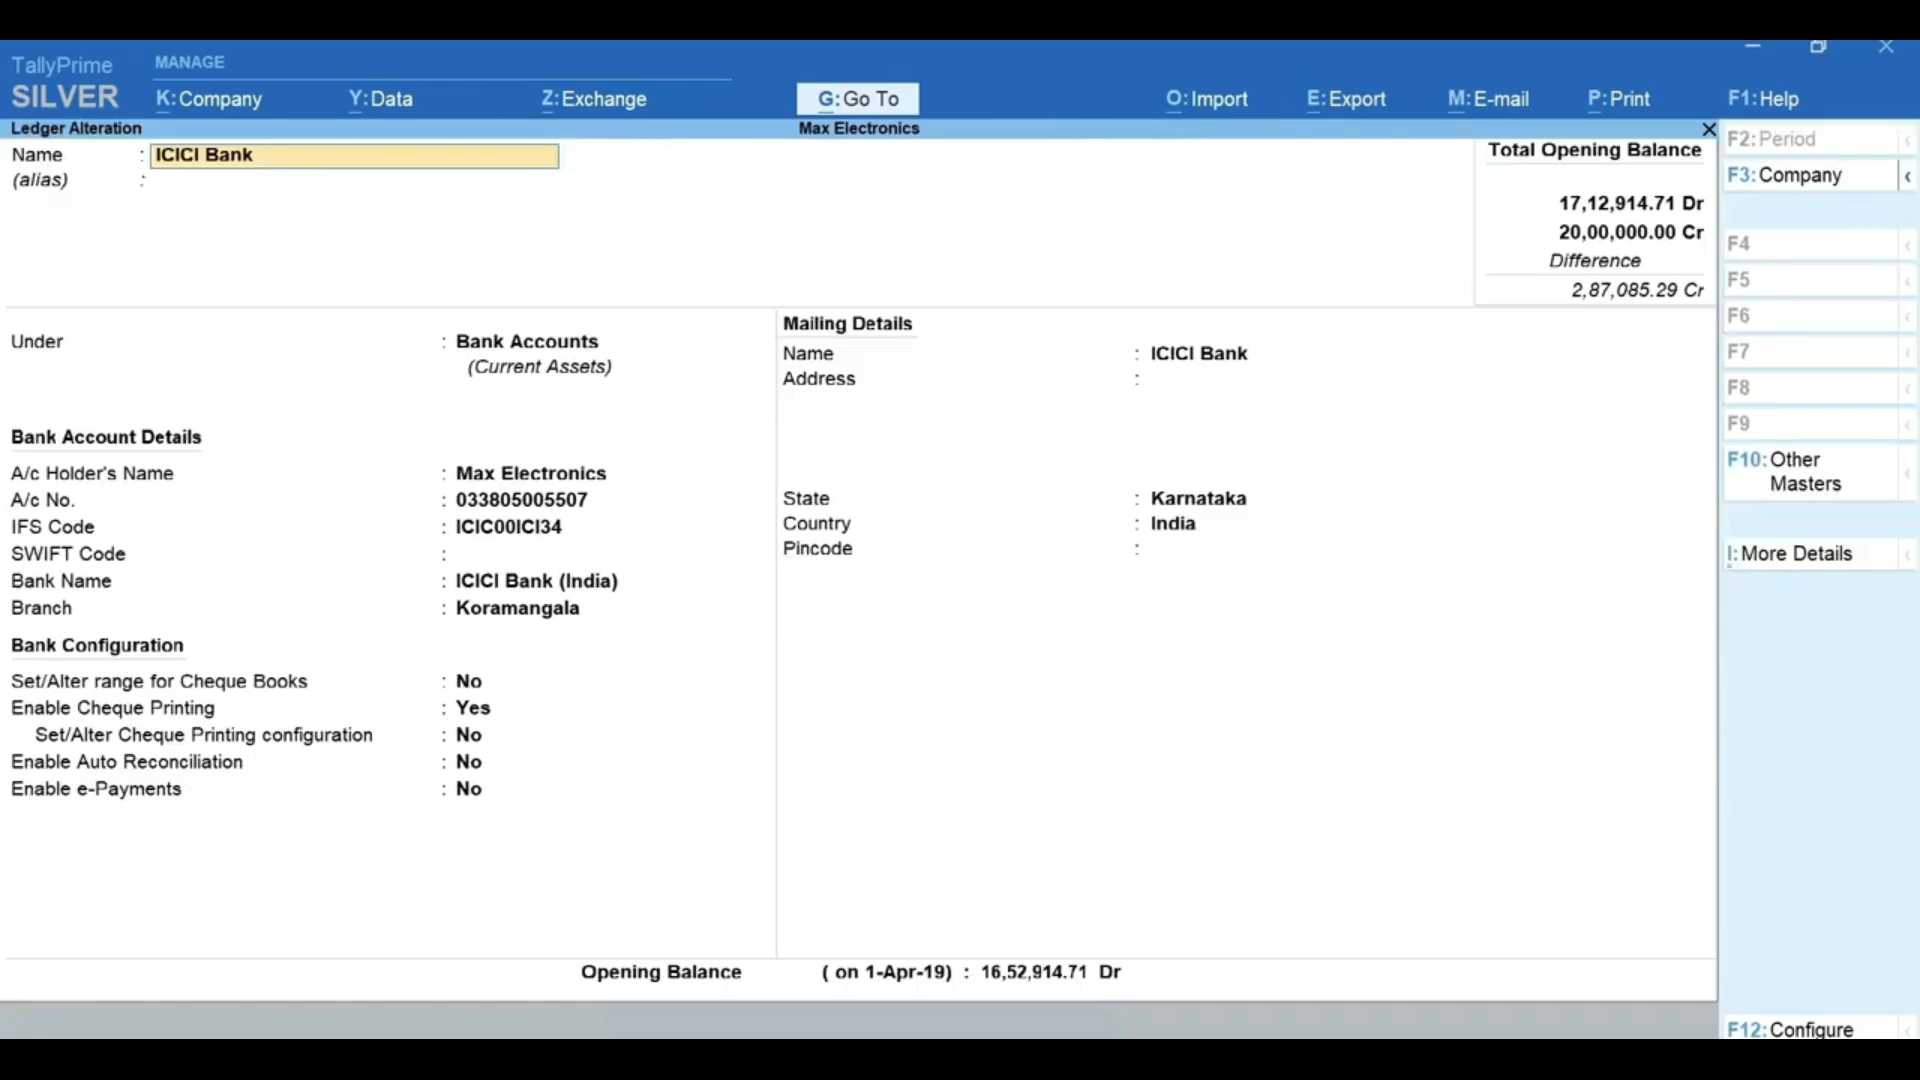 TallyPrime
SILVER
MANAGE
K:Company Y:Data Z:Exchange G:Go To O:Import E:Export M:E-mail P:Print F1:Help
Ledger Alteration Max Electronics
Name : ICICI Bank
(alias) :
Total Opening Balance
17,12,914.71 Dr
20,00,000.00 Cr
Difference
2,87,085.29 Cr
Under : Bank Accounts
(Current Assets)
Bank Account Details
A/c Holder's Name : Max Electronics
A/c No. : 033805005507
IFS Code : ICIC00ICI34
SWIFT Code :
Bank Name : ICICI Bank (India)
Branch : Koramangala
Bank Configuration
Set/Alter range for Cheque Books : No
Enable Cheque Printing : Yes
Set/Alter Cheque Printing configuration : No
Enable Auto Reconciliation : No
Enable e-Payments : No
Mailing Details
Name : ICICI Bank
Address :
State : Karnataka
Country : India
Pincode :
Opening Balance ( on 1-Apr-19) : 16,52,914.71 Dr
F2:Period
F3:Company
F4
F5
F6
F7
F8
F9
F10:Other
Masters
I:More Details
F12:Configure